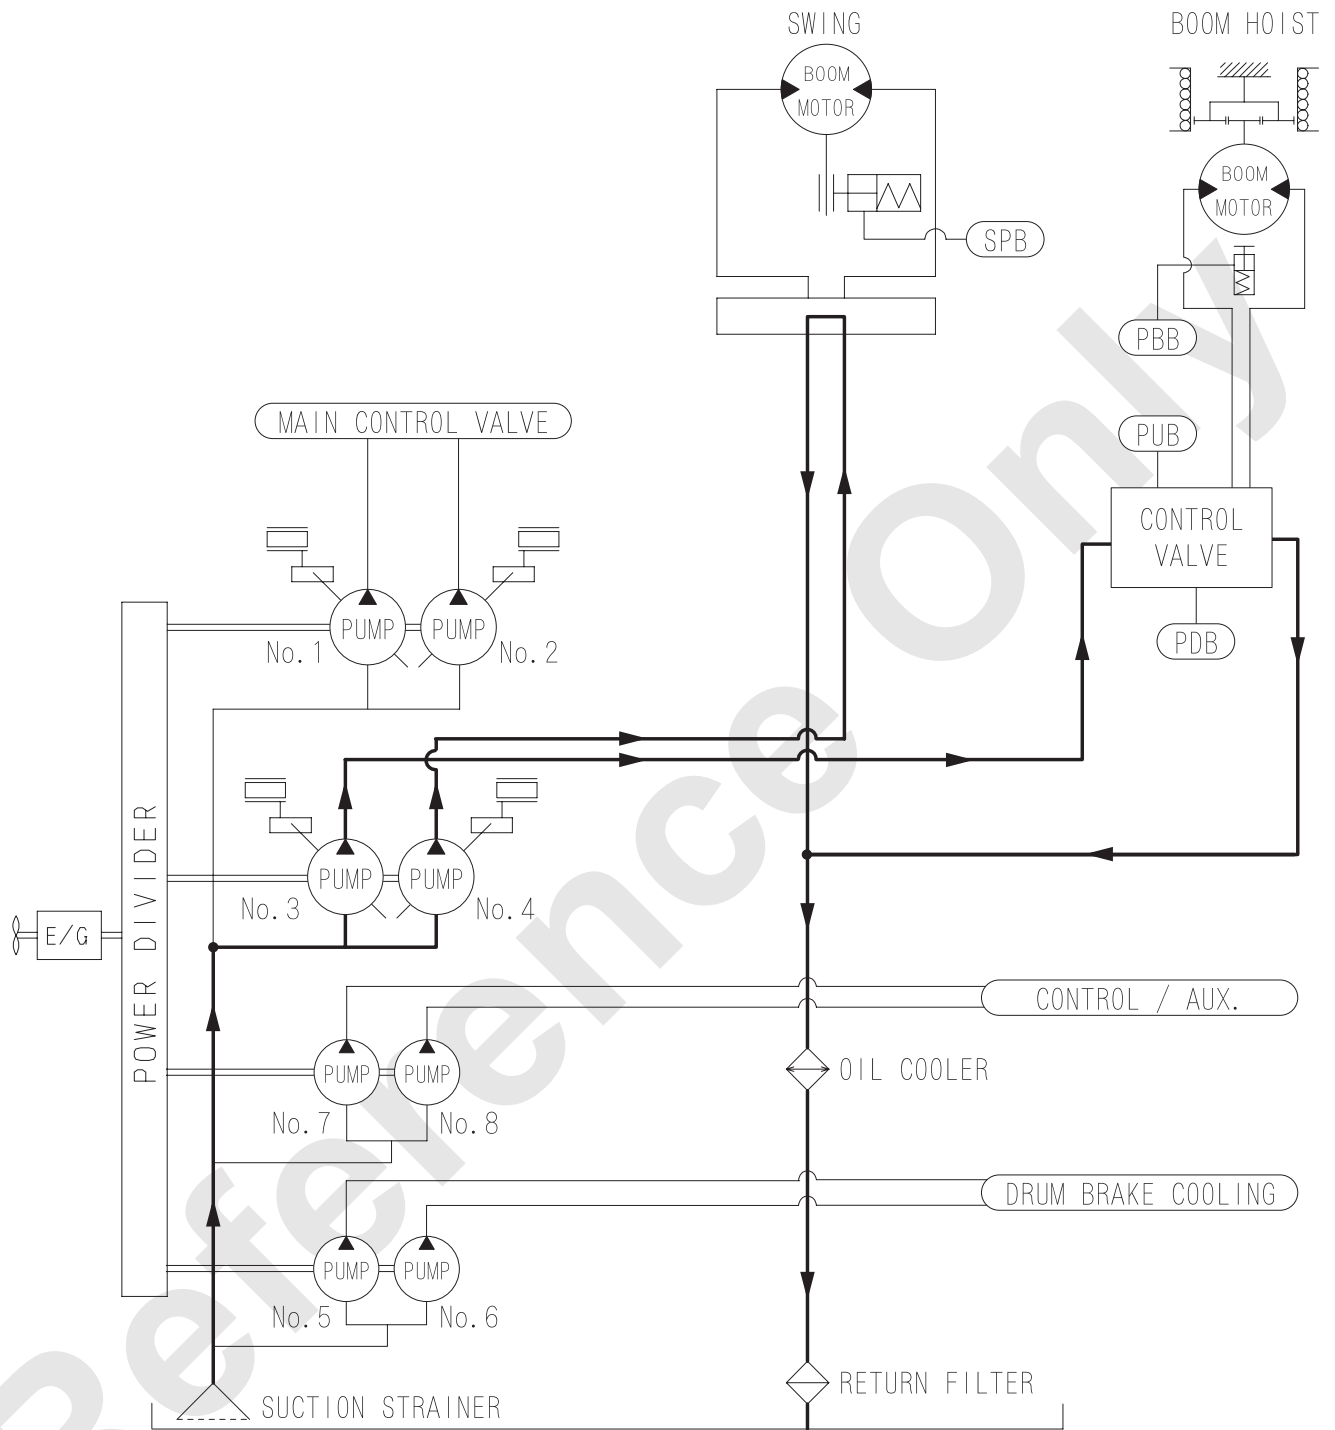 SWING
BOOM HOIST
BOOM
MOTOR
BOOM
MOTOR
SPB
PBB
MAIN CONTROL VALVE
PUB
CONTROL
VALVE
PUMP
PUMP
No.1
No.2
PDB
POWER DIVIDER
PUMP
PUMP
No.3
No.4
E/G
CONTROL / AUX.
PUMP
PUMP
OIL COOLER
No.7
No.8
DRUM BRAKE COOLING
PUMP
PUMP
No.5
No.6
RETURN FILTER
SUCTION STRAINER
Reference Only